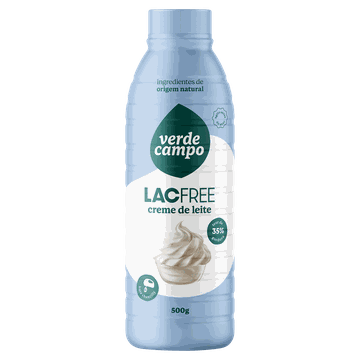 ingredientes de
origem natural
verde
campo
LACFREE
creme de leite
35%
500g